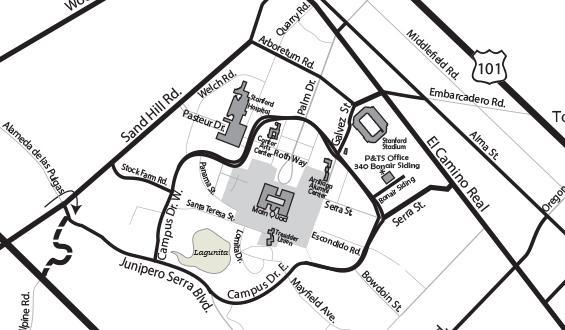 Quarry Rd.
Arboretum Rd.
Middlefield Rd.
101
Welch Rd.
Palm Dr.
Embarcadero Rd.
Stanford
Hospital
Sand Hill Rd.
Pasteur Dr.
Galvez St
Stanford
Stadium
To
Alma St.
Alameda de las Pulgas
Cantor
Arts
Center
Roth Way
P&TS Office
340 Bonair Siding
El Camino Real
Stock Farm Rd.
Panama St.
Arrillaga
Alumni
Center
Bonair Siding
Campus Dr. W.
Santa Teresa St.
Main Quad
Serra St.
Serra St.
Oregon
Lomita Dr.
Tresidder
Union
Escondido Rd.
Lagunita
Junipero Serra Blvd.
Campus Dr. E.
Bowdoin St.
Mayfield Ave.
lpine Rd.